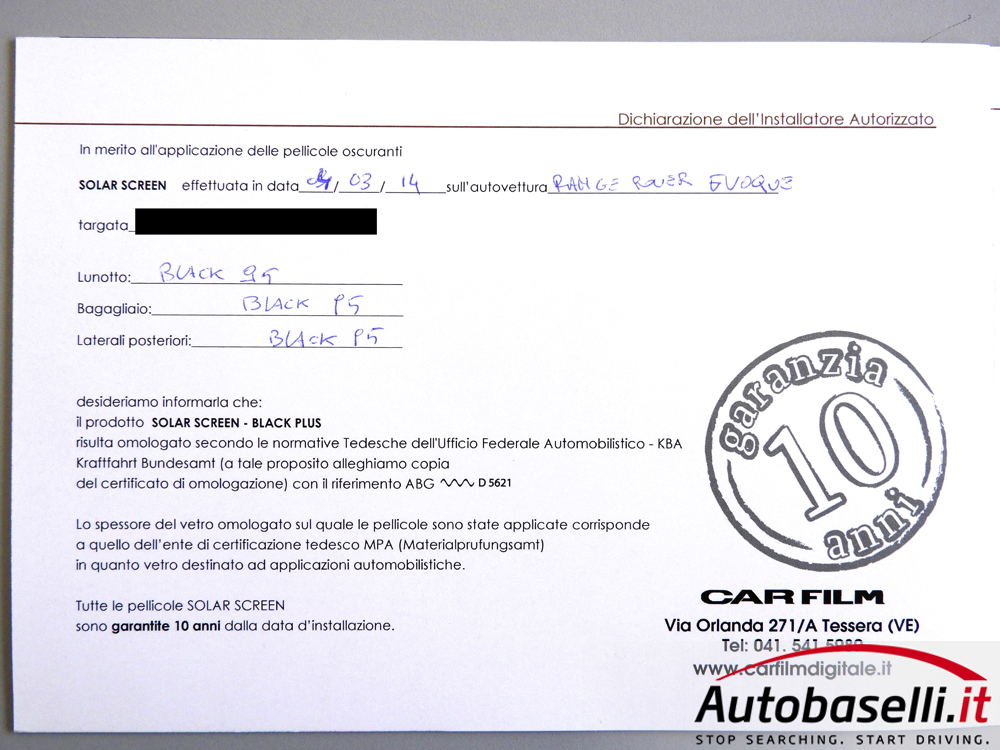 Dichiarazione dell'Installatore Autorizzato
In merito all'applicazione delle pellicole oscuranti
SOLAR SCREEN effettuata in data / 03 / 14 sull'autovettura RANGE ROVER EVOQUE
targata
Lunotto: BLACK 95
Bagagliaio: BLACK P5
Laterali posteriori: BLACK P5
desideriamo informarla che:
il prodotto SOLAR SCREEN - BLACK PLUS
risulta omologato secondo le normative Tedesche dell'Ufficio Federale Automobilistico - KBA
Kraftfahrt Bundesamt (a tale proposito alleghiamo copia
del certificato di omologazione) con il riferimento ABG D 5621
Lo spessore del vetro omologato sul quale le pellicole sono state applicate corrisponde
a quello dell'ente di certificazione tedesco MPA (Materialprufungsamt)
in quanto vetro destinato ad applicazioni automobilistiche.
Tutte le pellicole SOLAR SCREEN
sono garantite 10 anni dalla data d'installazione.
garanzia
10
anni
CAR FILM
Via Orlanda 271/A Tessera (VE)
Tel: 041. 541
www.carfilmdigitale.it
Autobaselli.it
STOP SEARCHING. START DRIVING.